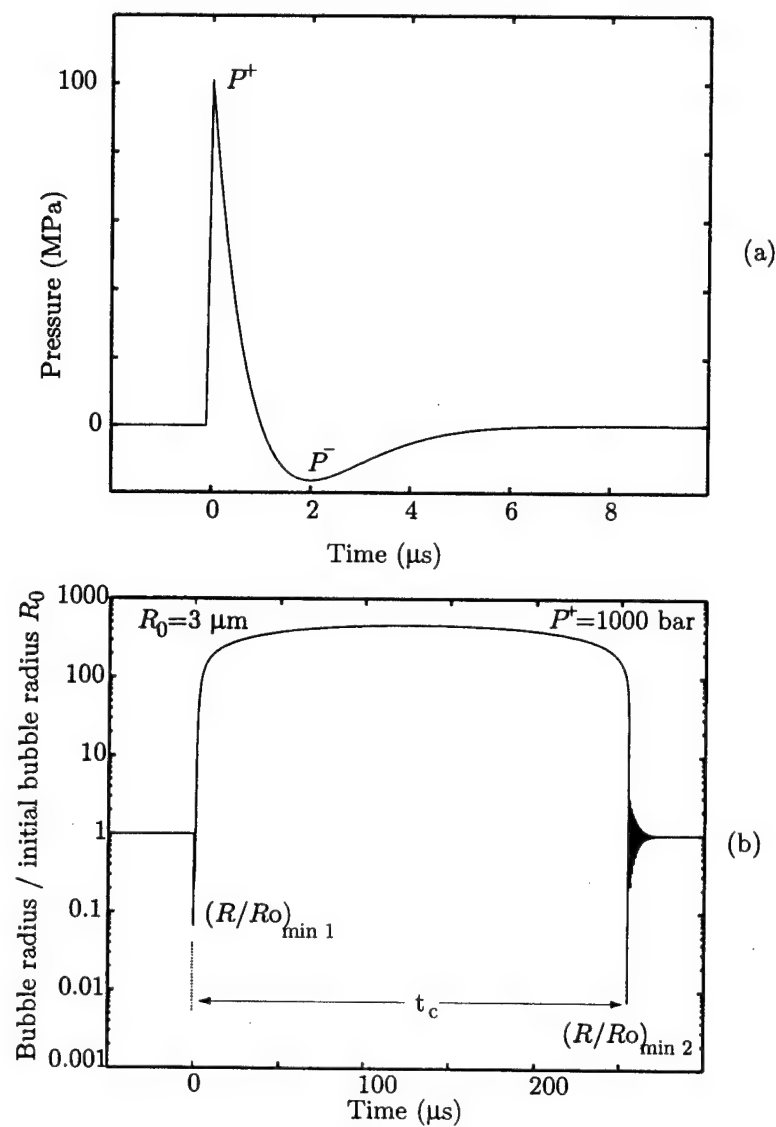 P⁺
100
Pressure (MPa)
(a)
0
P⁻
0 2 4 6 8
Time (μs)
1000
R₀=3 μm P⁺=1000 bar
100
10
1
(b)
0.1
(R/Ro)min 1
0.01
t_c
(R/Ro)min 2
0.001
Bubble radius / initial bubble radius R₀
0 100 200
Time (μs)